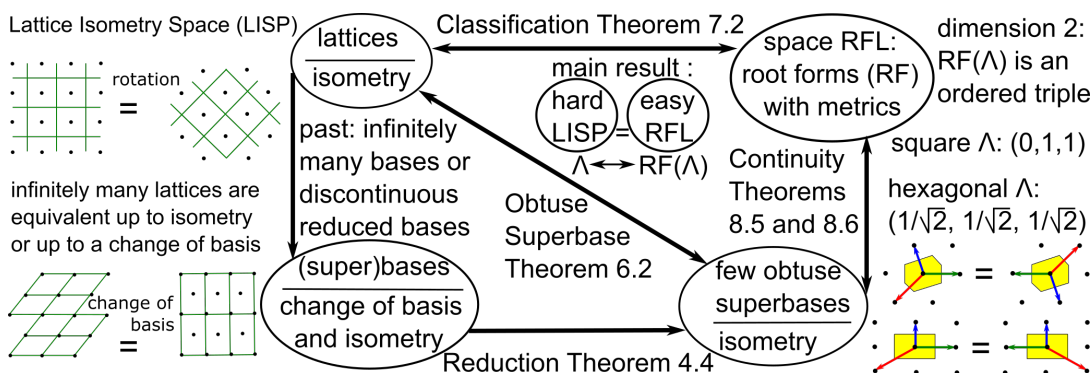 Lattice Isometry Space (LISP)
rotation
=
infinitely many lattices are
equivalent up to isometry
or up to a change of basis
change of
basis
=
lattices
isometry
Classification Theorem 7.2
past: infinitely
many bases or
discontinuous
reduced bases
main result :
hard
LISP
=
easy
RFL
Λ↔RF(Λ)
Obtuse
Superbase
Theorem 6.2
(super)bases
change of basis
and isometry
Reduction Theorem 4.4
space RFL:
root forms (RF)
with metrics
Continuity
Theorems
8.5 and 8.6
few obtuse
superbases
isometry
dimension 2:
RF(Λ) is an
ordered triple
square Λ: (0,1,1)
hexagonal Λ:
(1/√2, 1/√2, 1/√2)
=
=